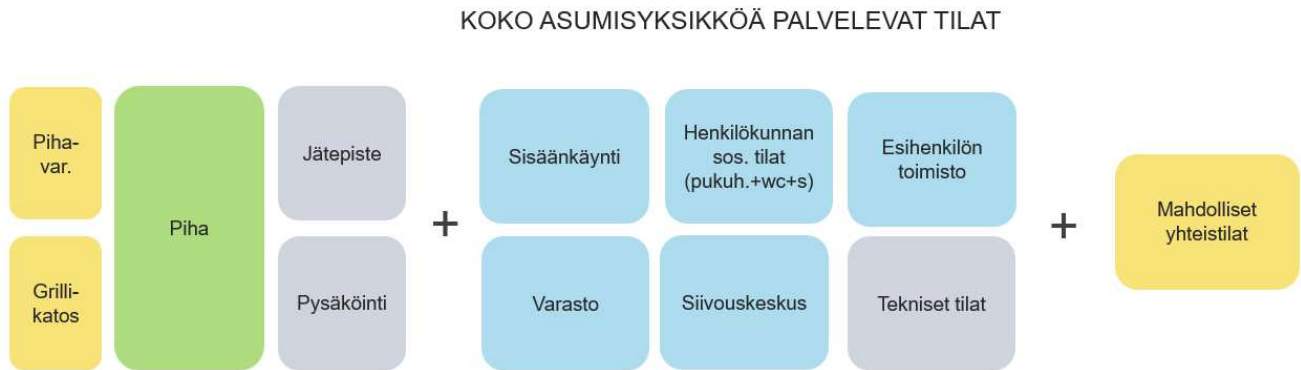 KOKO ASUMISYKSIKKÖÄ PALVELEVAT TILAT
Piha-
var.
Grilli-
katos
Piha
Jätepiste
Pysäköinti
+
Sisäänkäynti
Henkilökunnan
sos. tilat
(pukuh.+wc+s)
Esihenkilön
toimisto
Varasto
Siivouskeskus
Tekniset tilat
+
Mahdolliset
yhteistilat